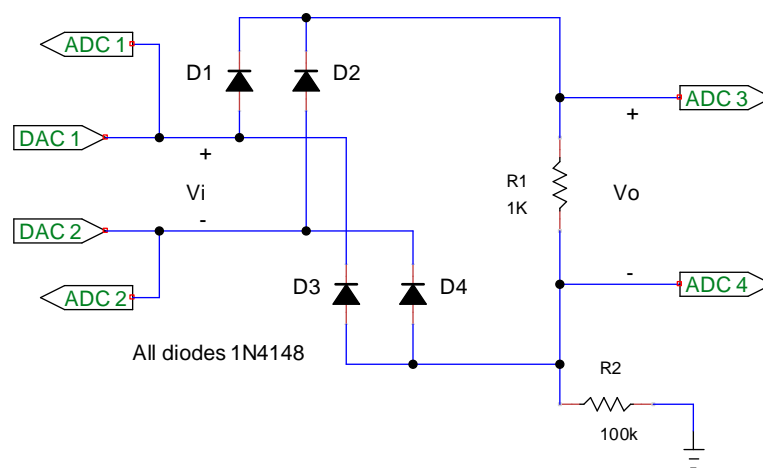 ADC 1
D1
D2
ADC 3
DAC 1
+
+
R1
1K
Vi
Vo
-
DAC 2
-
ADC 2
D3
D4
ADC 4
All diodes 1N4148
R2
100k